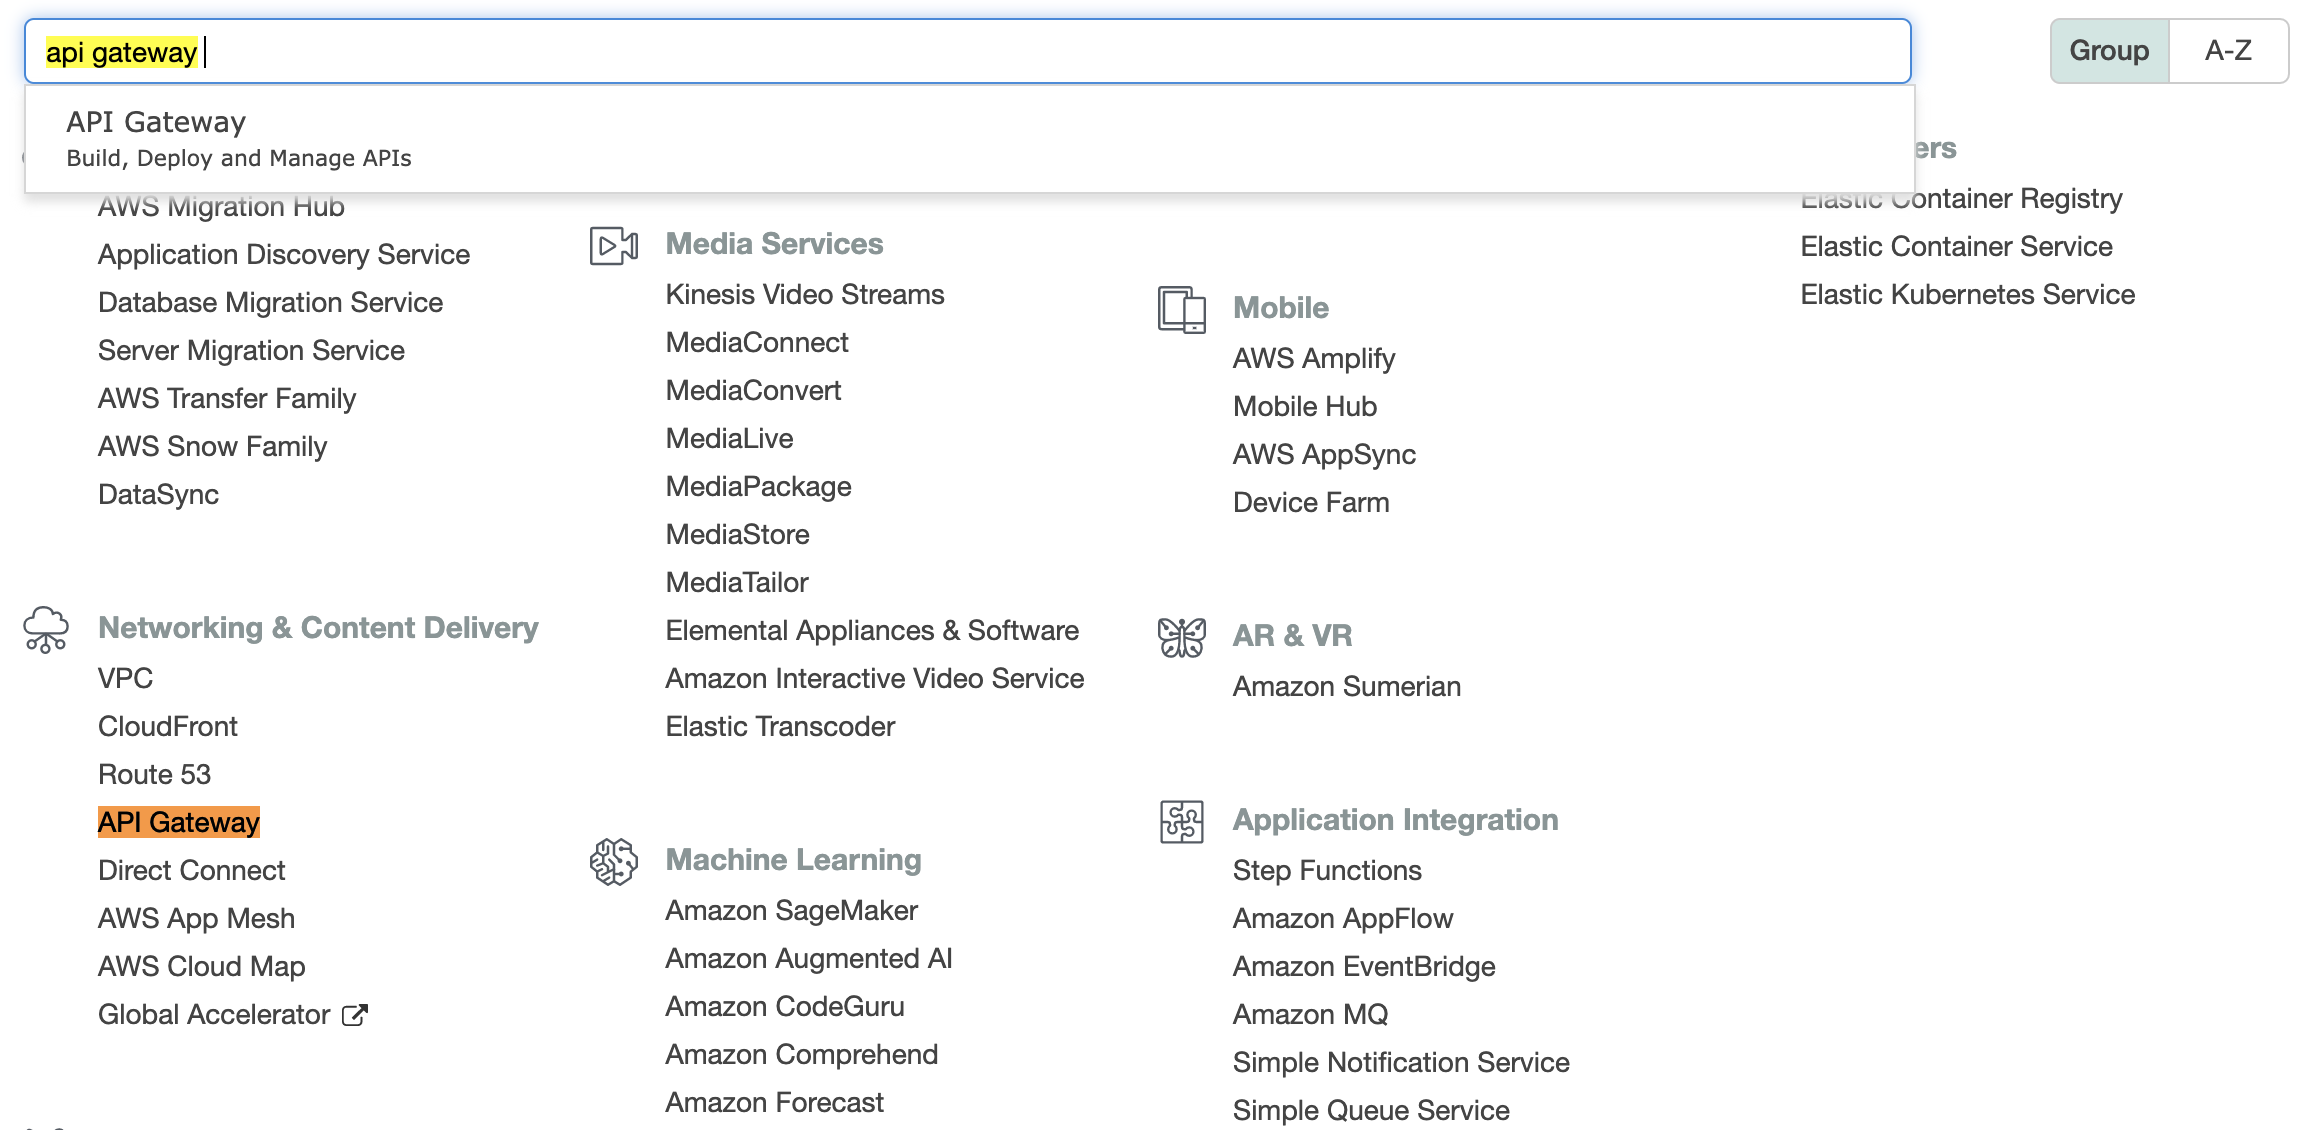 api gateway
Group
A-Z
API Gateway
Build, Deploy and Manage APIs
AWS Migration Hub
Application Discovery Service
Database Migration Service
Server Migration Service
AWS Transfer Family
AWS Snow Family
DataSync
Networking & Content Delivery
VPC
CloudFront
Route 53
API Gateway
Direct Connect
AWS App Mesh
AWS Cloud Map
Global Accelerator
Media Services
Kinesis Video Streams
MediaConnect
MediaConvert
MediaLive
MediaPackage
MediaStore
MediaTailor
Elemental Appliances & Software
Amazon Interactive Video Service
Elastic Transcoder
Machine Learning
Amazon SageMaker
Amazon Augmented AI
Amazon CodeGuru
Amazon Comprehend
Amazon Forecast
Mobile
AWS Amplify
Mobile Hub
AWS AppSync
Device Farm
AR & VR
Amazon Sumerian
Application Integration
Step Functions
Amazon AppFlow
Amazon EventBridge
Amazon MQ
Simple Notification Service
Simple Queue Service
ers
Elastic Container Registry
Elastic Container Service
Elastic Kubernetes Service